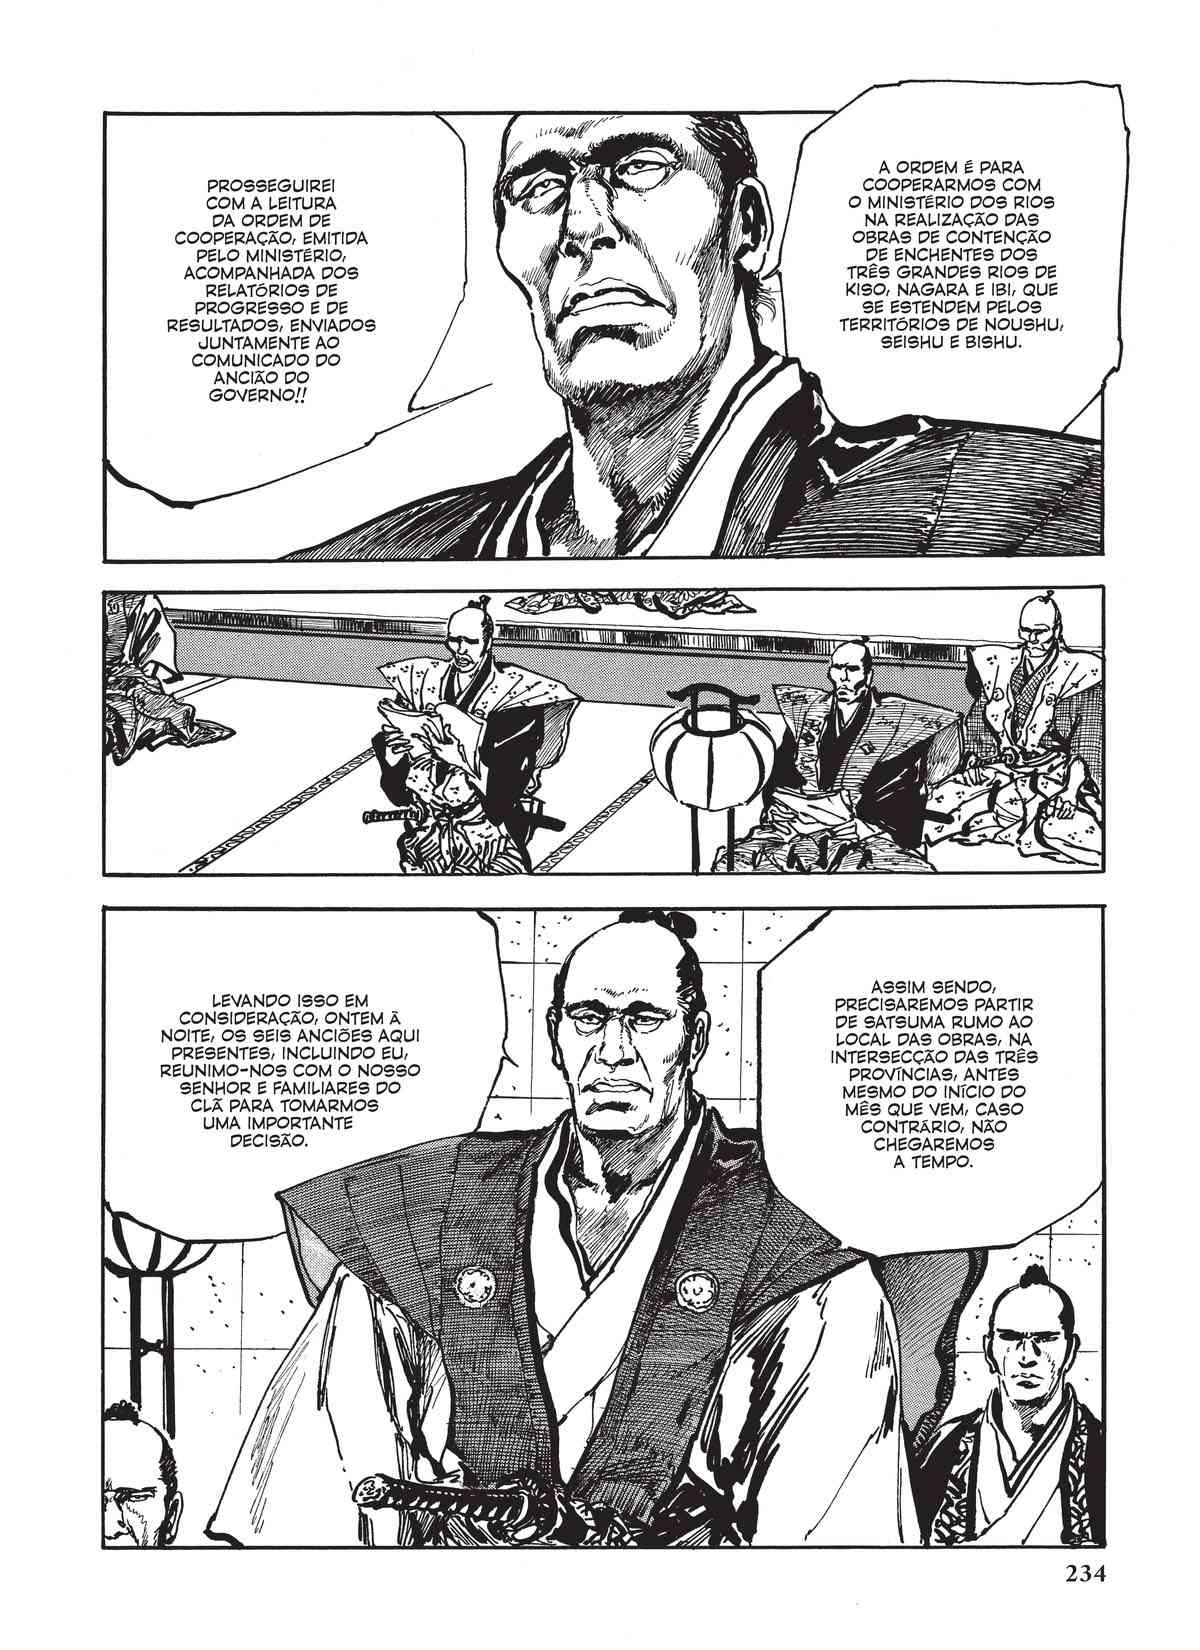 A ORDEM É PARA
COOPERARMOS COM
O MINISTÉRIO DOS RIOS
NA REALIZAÇÃO DAS
OBRAS DE CONTENÇÃO
DE ENCHENTES DOS
TRÊS GRANDES RIOS DE
KISO, NAGARA E IBI, QUE
SE ESTENDEM PELOS
TERRITÓRIOS DE NOUSHU,
SEISHU E BISHU.
PROSSEGUIREI
COM A LEITURA
DA ORDEM DE
COOPERAÇÃO, EMITIDA
PELO MINISTÉRIO,
ACOMPANHADA DOS
RELATÓRIOS DE
PROGRESSO E DE
RESULTADOS, ENVIADOS
JUNTAMENTE AO
COMUNICADO DO
ANCIÃO DO
GOVERNO!!
ASSIM SENDO,
PRECISAREMOS PARTIR
DE SATSUMA RUMO AO
LOCAL DAS OBRAS, NA
INTERSECÇÃO DAS TRÊS
PROVÍNCIAS, ANTES
MESMO DO INÍCIO DO
MÊS QUE VEM, CASO
CONTRÁRIO, NÃO
CHEGAREMOS
A TEMPO.
LEVANDO ISSO EM
CONSIDERAÇÃO, ONTEM À
NOITE, OS SEIS ANCIÕES AQUI
PRESENTES, INCLUINDO EU,
REUNIMO-NOS COM O NOSSO
SENHOR E FAMILIARES DO
CLÃ PARA TOMARMOS
UMA IMPORTANTE
DECISÃO.
234